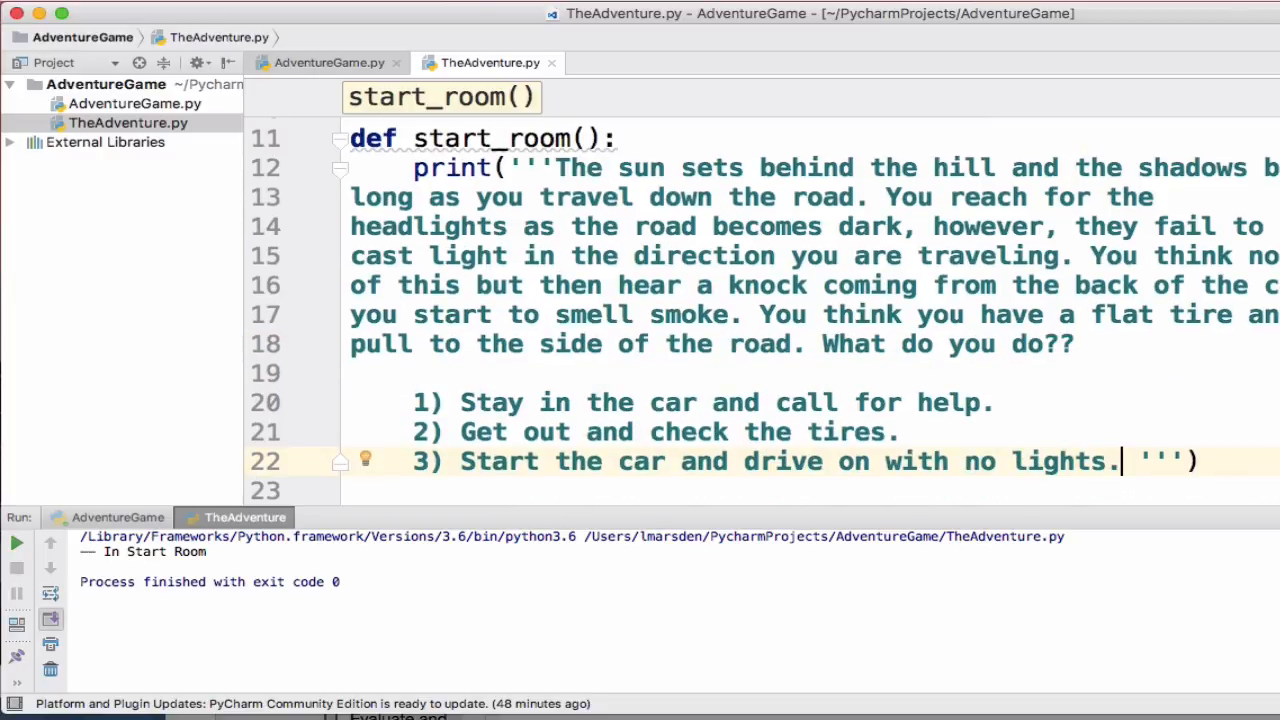 TheAdventure.py - AdventureGame - [~/PycharmProjects/AdventureGame]
AdventureGame TheAdventure.py
Project AdventureGame.py TheAdventure.py
AdventureGame ~/Pycharm
AdventureGame.py
TheAdventure.py
External Libraries
start_room()
11 def start_room():
12 print('''The sun sets behind the hill and the shadows b
13 long as you travel down the road. You reach for the
14 headlights as the road becomes dark, however, they fail to
15 cast light in the direction you are traveling. You think no
16 of this but then hear a knock coming from the back of the c
17 you start to smell smoke. You think you have a flat tire an
18 pull to the side of the road. What do you do??
19
20 1) Stay in the car and call for help.
21 2) Get out and check the tires.
22 3) Start the car and drive on with no lights. ''')
23
Run: AdventureGame TheAdventure
/Library/Frameworks/Python.framework/Versions/3.6/bin/python3.6 /Users/lmarsden/PycharmProjects/AdventureGame/TheAdventure.py
-- In Start Room
Process finished with exit code 0
Platform and Plugin Updates: PyCharm Community Edition is ready to update. (48 minutes ago)
Evaluate and